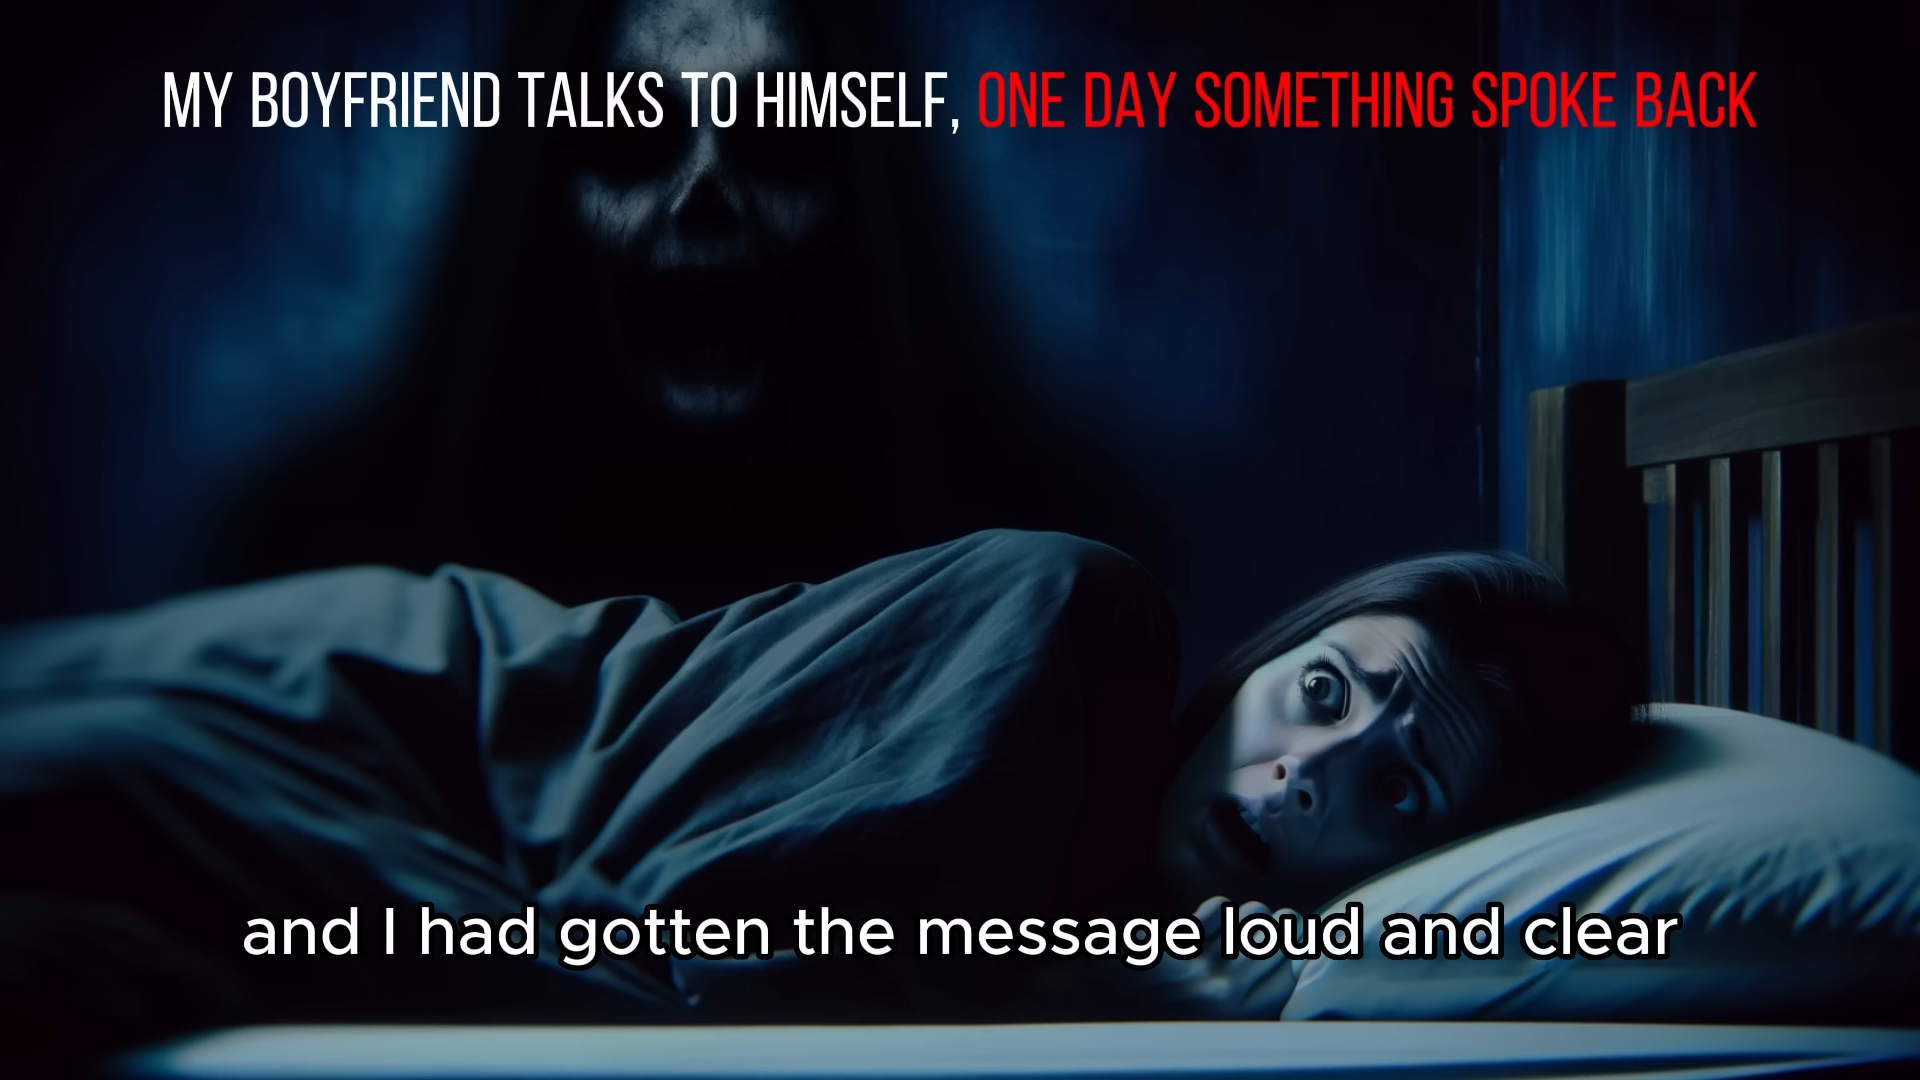 MY BOYFRIEND TALKS TO HIMSELF, ONE DAY SOMETHING SPOKE BACK
and I had gotten the message loud and clear